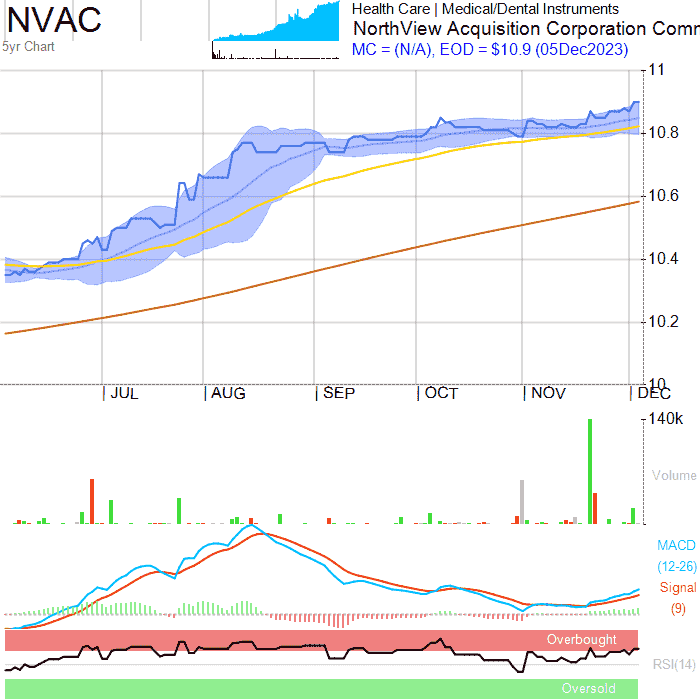 NVAC
5yr Chart
Health Care | Medical/Dental Instruments
NorthView Acquisition Corporation Comm
MC = (N/A), EOD = $10.9 (05Dec2023)
11
10.8
10.6
10.4
10.2
10
JUL
AUG
SEP
OCT
NOV
DEC
140k
Volume
MACD
(12-26)
Signal
(9)
Overbought
RSI(14)
Oversold